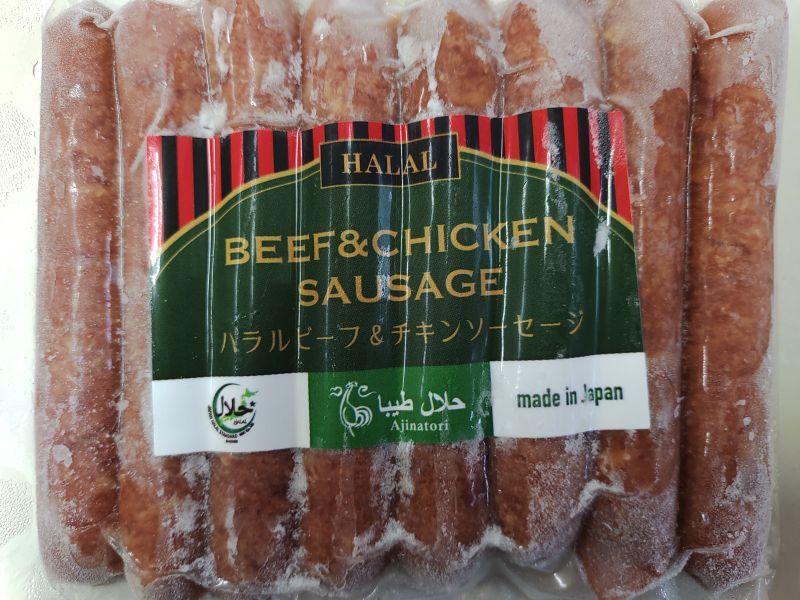 HALAL
BEEF&CHICKEN
SAUSAGE
ハラルビーフ&チキンソーセージ
حلال
HALAL
حلال طيبا
Ajinatori
made in Japan